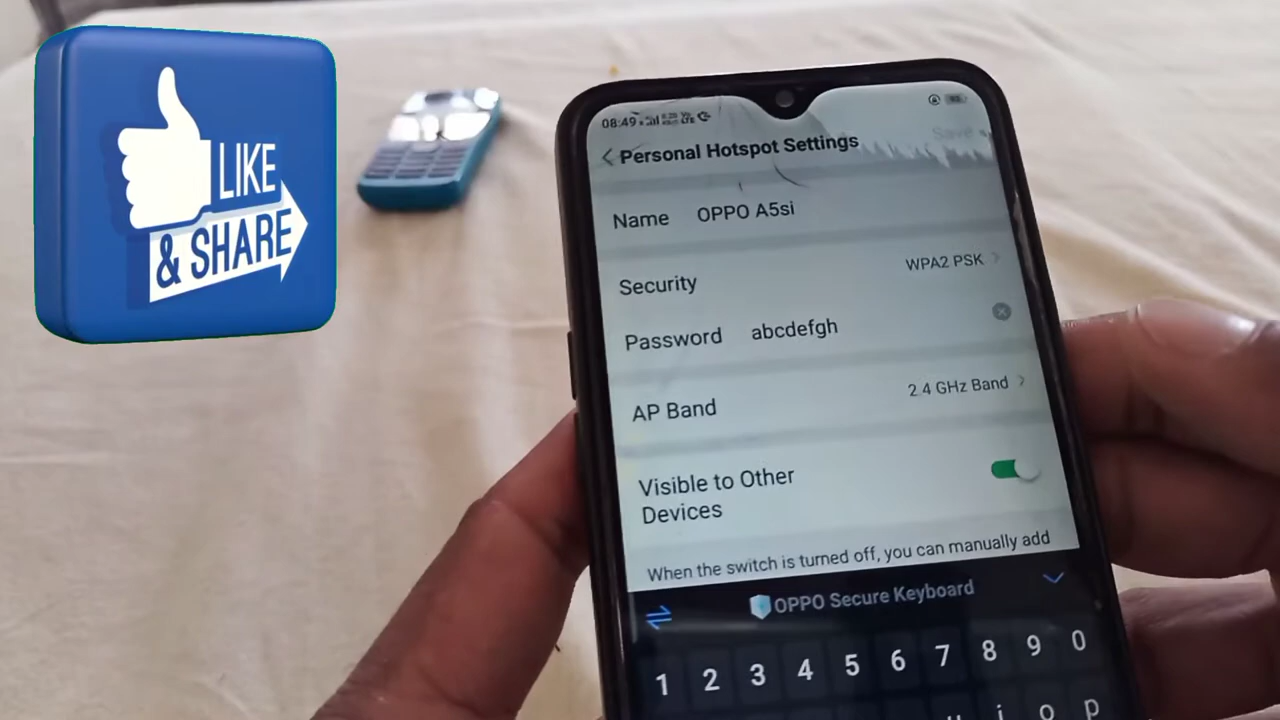 LIKE
& SHARE
08:49
Save
Personal Hotspot Settings
Name OPPO A5si
Security WPA2 PSK
Password abcdefgh
AP Band 2.4 GHz Band
Visible to Other
Devices
When the switch is turned off, you can manually add
OPPO Secure Keyboard
1 2 3 4 5 6 7 8 9 0
u i o p